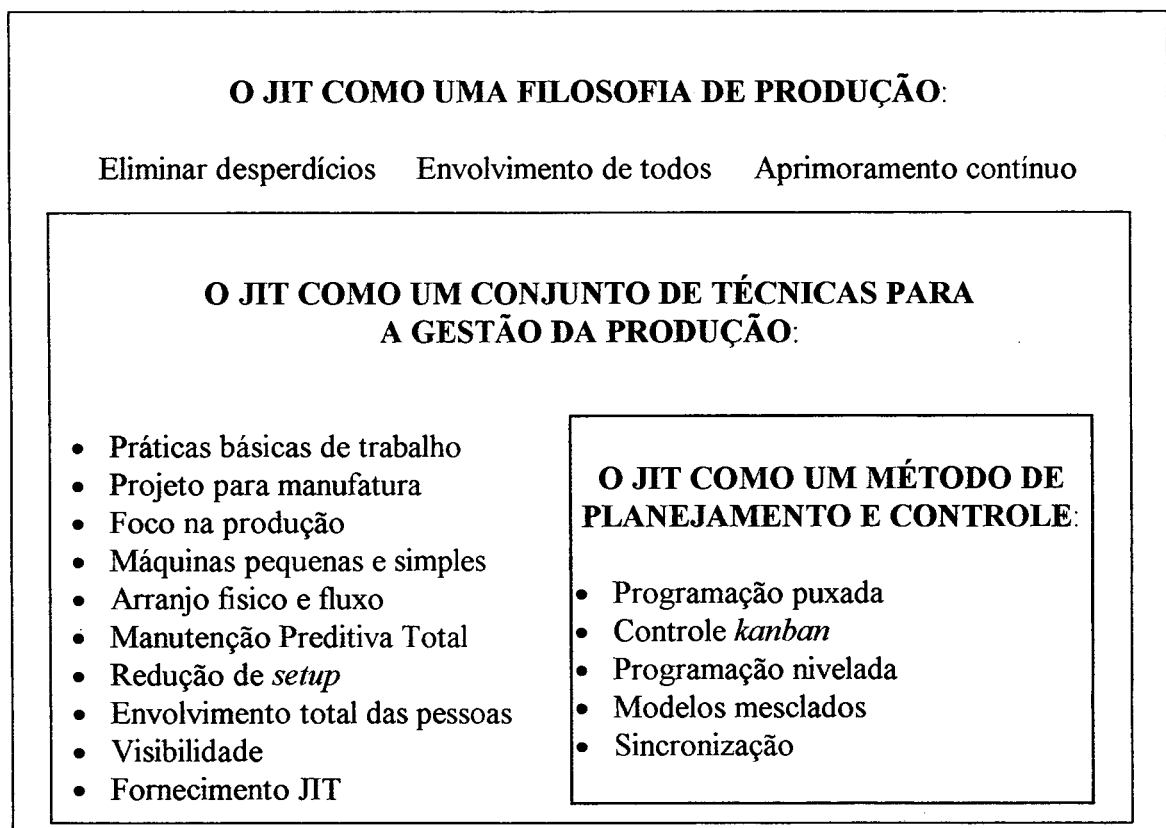 O JIT COMO UMA FILOSOFIA DE PRODUÇÃO:
Eliminar desperdícios Envolvimento de todos Aprimoramento contínuo
O JIT COMO UM CONJUNTO DE TÉCNICAS PARA
A GESTÃO DA PRODUÇÃO:
• Práticas básicas de trabalho
• Projeto para manufatura
• Foco na produção
• Máquinas pequenas e simples
• Arranjo fisico e fluxo
• Manutenção Preditiva Total
• Redução de setup
• Envolvimento total das pessoas
• Visibilidade
• Fornecimento JIT
O JIT COMO UM MÉTODO DE
PLANEJAMENTO E CONTROLE:
• Programação puxada
• Controle kanban
• Programação nivelada
• Modelos mesclados
• Sincronização